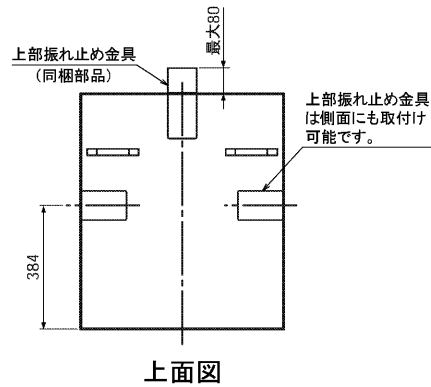 最大80
上部振れ止め金具
(同梱部品)
上部振れ止め金具
は側面にも取付け
可能です。
384
上面図